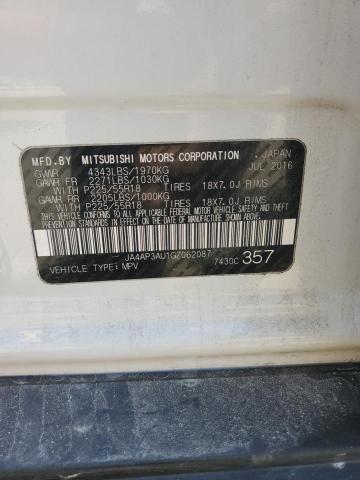 MFD.BY MITSUBISHI MOTORS CORPORATION JAPAN
GWR 4343LBS/1970KG JUL 2016
GAWR FR 2271LBS/1030KG
WITH P225/55R18 TIRES 18X7.0J RIMS
GAWR RR 2205LBS/1000KG
WITH P225/55R18 TIRES 18X7.0J RIMS
THIS VEHICLE CONFORMS TO ALL APPLICABLE FEDERAL MOTOR VEHICLE
SAFETY, BUMPER AND THEFT PREVENTION STANDARDS IN EFFECT ON THE DATE OF
MANUFACTURE SHOWN ABOVE.
JA4AP3AU1GZ062087 7430C 357
VEHICLE TYPE: MPV